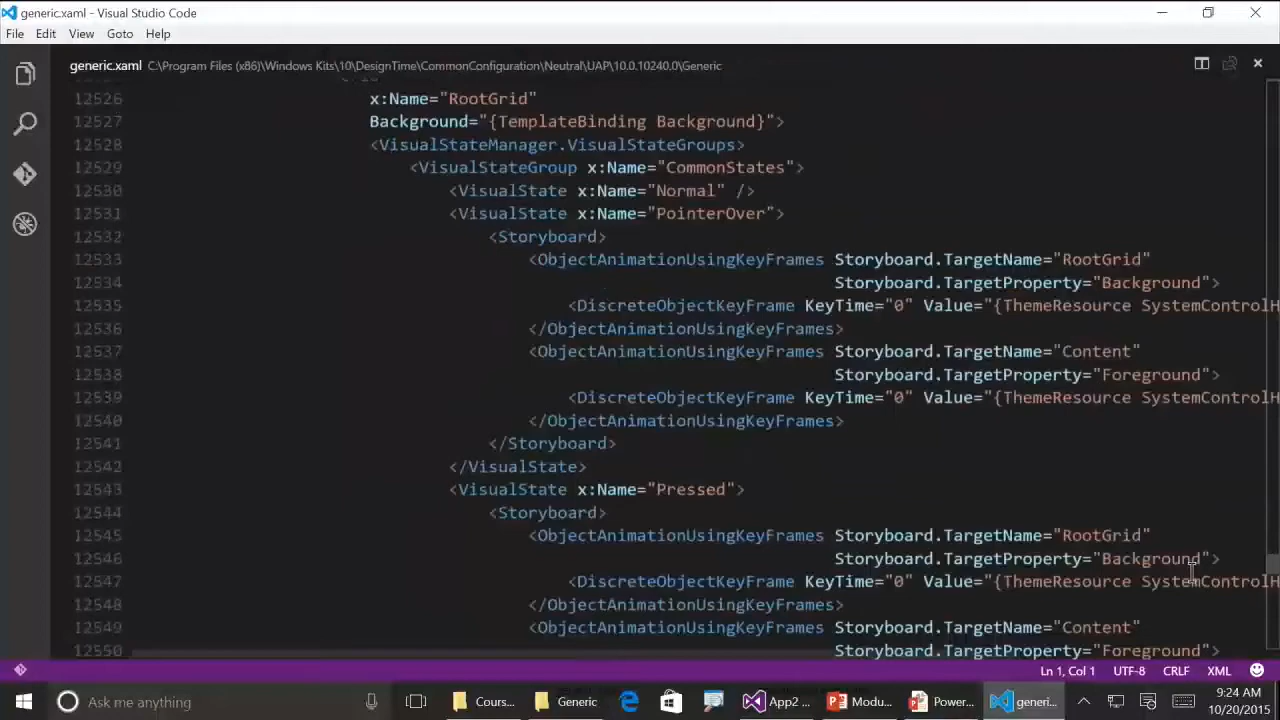 generic.xaml - Visual Studio Code
File Edit View Goto Help
generic.xaml C:\Program Files (x86)\Windows Kits\10\DesignTime\CommonConfiguration\Neutral\UAP\10.0.10240.0\Generic
12526 x:Name="RootGrid"
12527 Background="{TemplateBinding Background}">
12528 <VisualStateManager.VisualStateGroups>
12529 <VisualStateGroup x:Name="CommonStates">
12530 <VisualState x:Name="Normal" />
12531 <VisualState x:Name="PointerOver">
12532 <Storyboard>
12533 <ObjectAnimationUsingKeyFrames Storyboard.TargetName="RootGrid"
12534 Storyboard.TargetProperty="Background">
12535 <DiscreteObjectKeyFrame KeyTime="0" Value="{ThemeResource SystemControlH
12536 </ObjectAnimationUsingKeyFrames>
12537 <ObjectAnimationUsingKeyFrames Storyboard.TargetName="Content"
12538 Storyboard.TargetProperty="Foreground">
12539 <DiscreteObjectKeyFrame KeyTime="0" Value="{ThemeResource SystemControlH
12540 </ObjectAnimationUsingKeyFrames>
12541 </Storyboard>
12542 </VisualState>
12543 <VisualState x:Name="Pressed">
12544 <Storyboard>
12545 <ObjectAnimationUsingKeyFrames Storyboard.TargetName="RootGrid"
12546 Storyboard.TargetProperty="Background">
12547 <DiscreteObjectKeyFrame KeyTime="0" Value="{ThemeResource SystemControlH
12548 </ObjectAnimationUsingKeyFrames>
12549 <ObjectAnimationUsingKeyFrames Storyboard.TargetName="Content"
12550 Storyboard.TargetProperty="Foreground">
Ln 1, Col 1 UTF-8 CRLF XML
Ask me anything Cours... Generic App2 ... Modu... Power... generi... 9:24 AM
10/20/2015